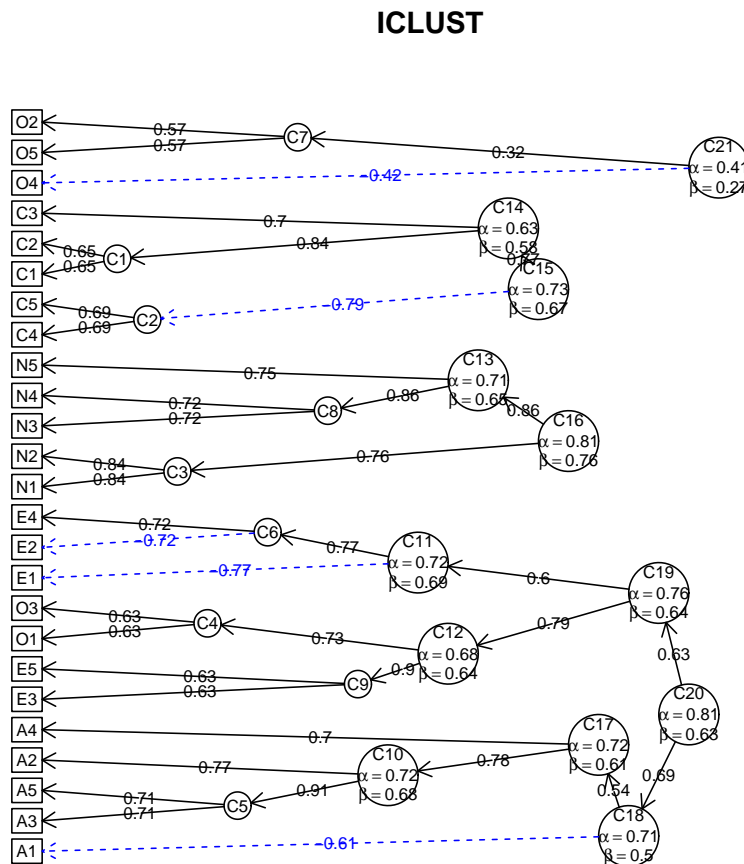 ICLUST
O2
O5
O4
C3
C2
C1
C5
C4
N5
N4
N3
N2
N1
E4
E2
E1
O3
O1
E5
E3
A4
A2
A5
A3
A1
0.57
0.57
C7
0.32
C21
α = 0.41
β = 0.27
−0.42
0.7
C14
α = 0.63
β = 0.58
0.65
0.65
C1
0.84
C15
α = 0.73
β = 0.67
0.69
0.69
C2
−0.79
0.75
C13
α = 0.71
β = 0.65
0.72
0.72
C8
0.86
0.86
C16
α = 0.81
β = 0.76
0.84
0.84
C3
0.76
0.72
−0.72
C6
0.77
−0.77
C11
α = 0.72
β = 0.69
0.6
C19
α = 0.76
β = 0.64
0.63
0.63
C4
0.73
C12
α = 0.68
β = 0.64
0.79
0.63
0.63
C9
0.9
0.63
C20
α = 0.81
β = 0.63
0.7
C17
α = 0.72
β = 0.61
0.77
C10
α = 0.72
β = 0.68
0.78
0.69
0.71
0.71
C5
0.91
0.54
C18
α = 0.71
β = 0.5
−0.61